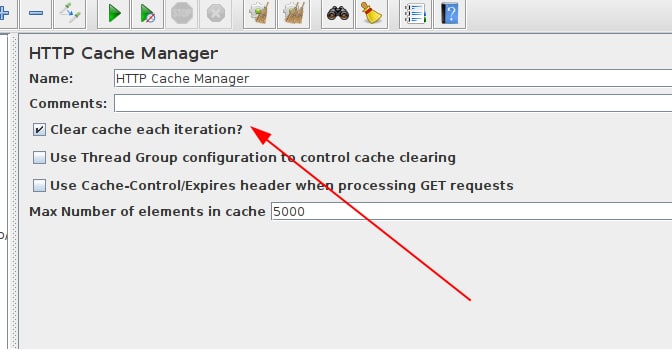 STOP
HTTP Cache Manager
Name: HTTP Cache Manager
Comments:
Clear cache each iteration?
Use Thread Group configuration to control cache clearing
Use Cache-Control/Expires header when processing GET requests
Max Number of elements in cache 5000
o/